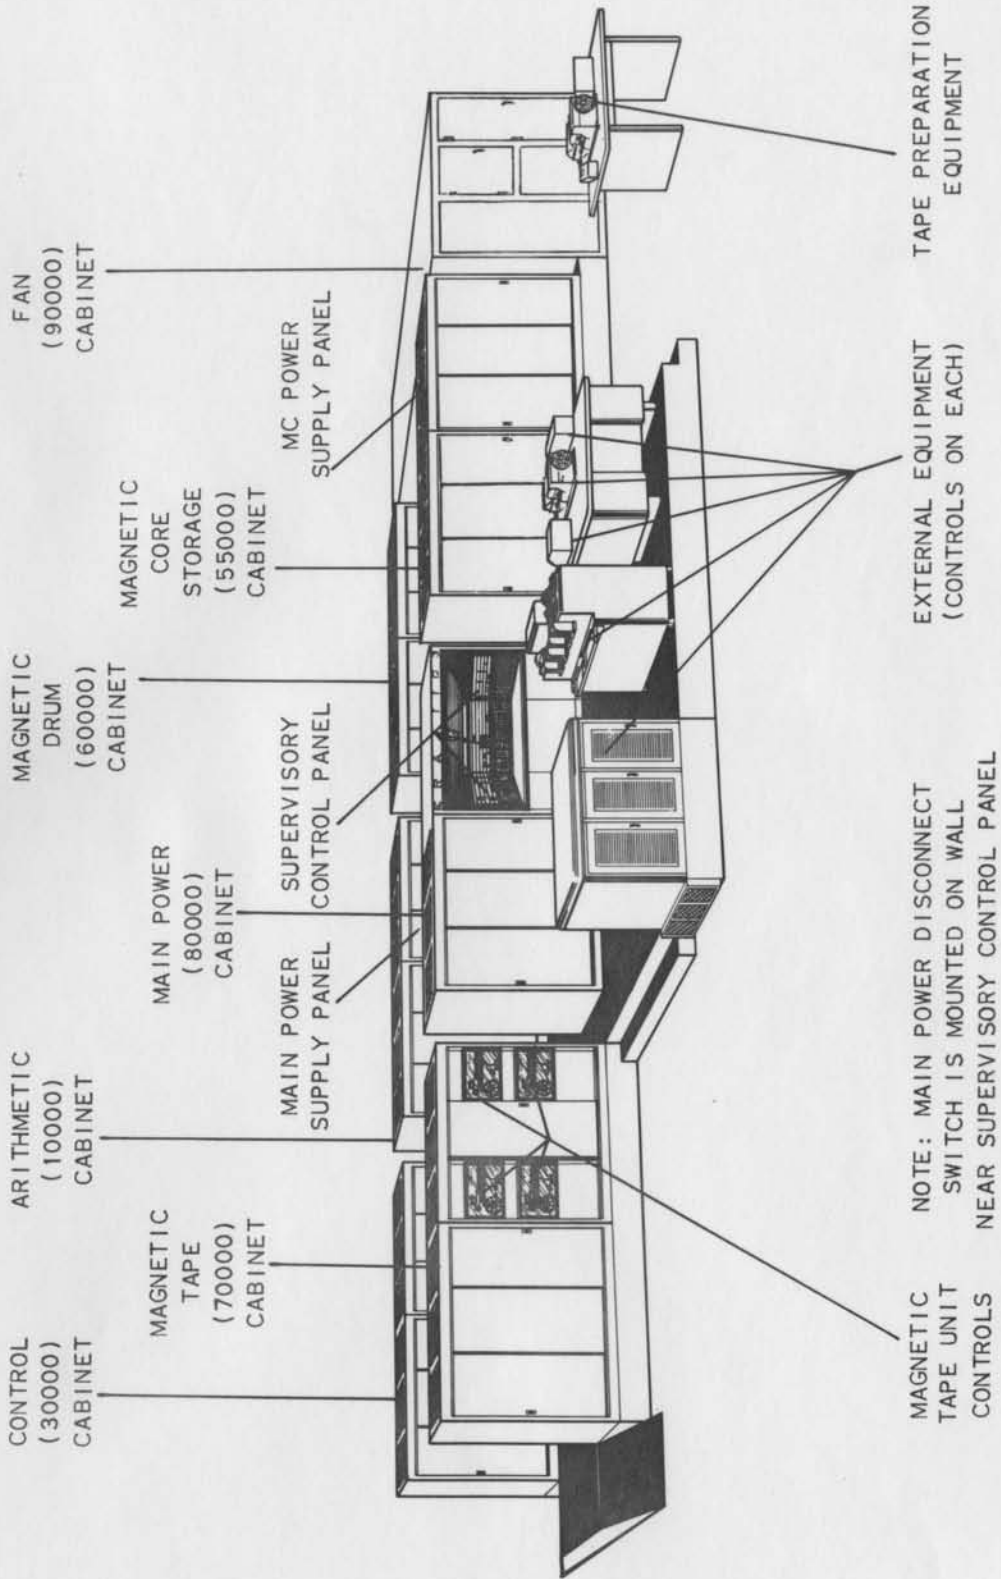 CONTROL
(30000)
CABINET
ARITHMETIC
(10000)
CABINET
MAGNETIC
DRUM
(60000)
CABINET
FAN
(90000)
CABINET
MAGNETIC
TAPE
(70000)
CABINET
MAIN POWER
(80000)
CABINET
MAGNETIC
CORE
STORAGE
(55000)
CABINET
MAIN POWER
SUPPLY PANEL
SUPERVISORY
CONTROL PANEL
MC POWER
SUPPLY PANEL
MAGNETIC
TAPE UNIT
CONTROLS
NOTE: MAIN POWER DISCONNECT
SWITCH IS MOUNTED ON WALL
NEAR SUPERVISORY CONTROL PANEL
EXTERNAL EQUIPMENT
(CONTROLS ON EACH)
TAPE PREPARATION
EQUIPMENT